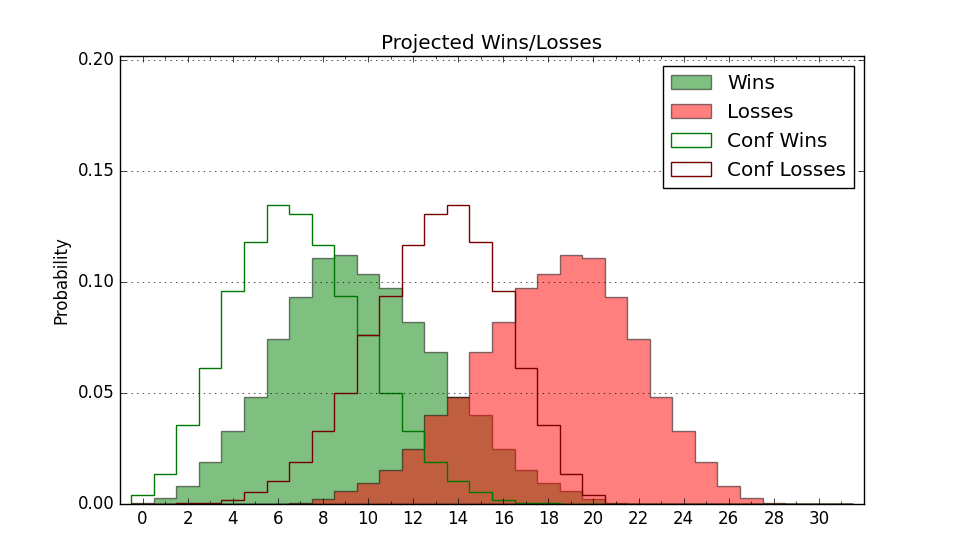 Projected Wins/Losses
0.20
0.15
0.10
0.05
0.00
Probability
Wins
Losses
Conf Wins
Conf Losses
0 2 4 6 8 10 12 14 16 18 20 22 24 26 28 30